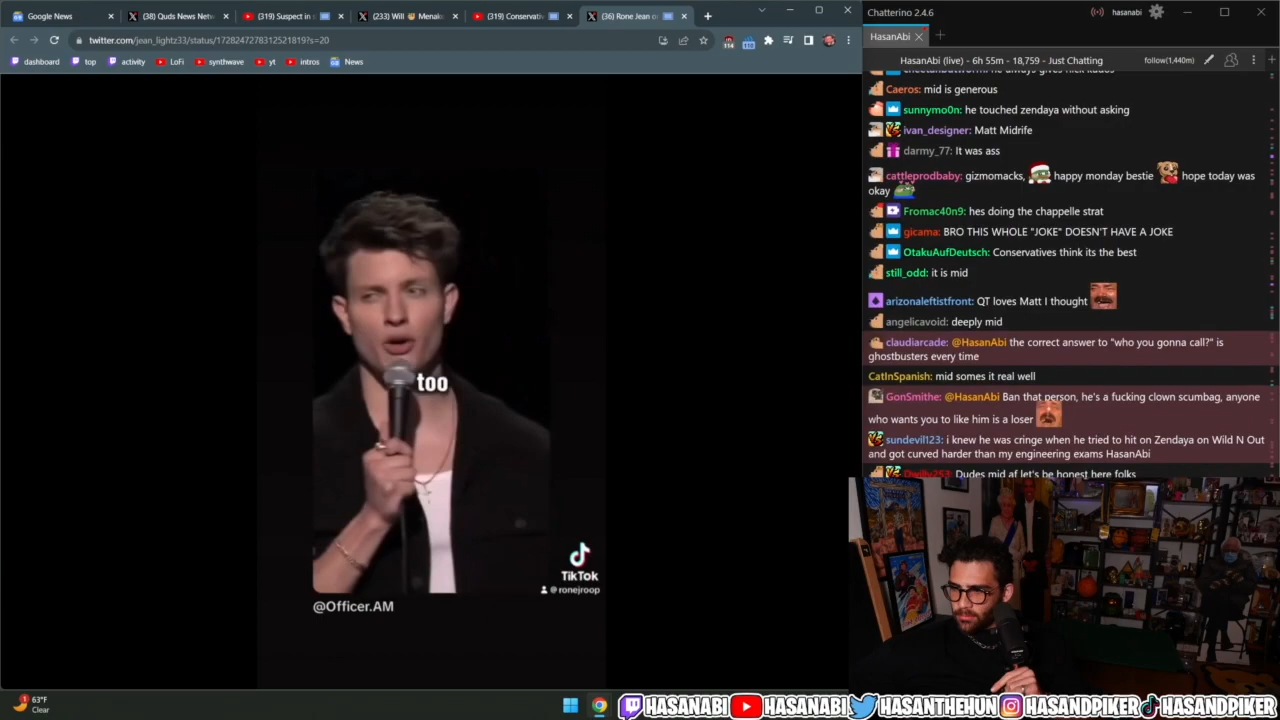 Google News
(38) Quds News Netw
(319) Suspect in s
(233) Will Menak
(319) Conservativ
(36) Rone Jean o
twitter.com/jean_lightz33/status/1728247278312521819?s=20
dashboard
top
activity
LoFi
synthwave
yt
intros
News
too
TikTok
@ronejroop
@Officer.AM
Chatterino 2.4.6
hasanabi
HasanAbi
HasanAbi (live) - 6h 55m - 18,759 - Just Chatting
follow(1,440m)
Caeros: mid is generous
sunnymo0n: he touched zendaya without asking
ivan_designer: Matt Midrife
darmy_77: It was ass
cattleprodbaby: gizmomacks, happy monday bestie hope today was
okay
Fromac40n9: hes doing the chappelle strat
gicama: BRO THIS WHOLE "JOKE" DOESN'T HAVE A JOKE
OtakuAufDeutsch: Conservatives think its the best
still_odd: it is mid
arizonaleftistfront: QT loves Matt I thought
angelicavoid: deeply mid
claudiarcade: @HasanAbi the correct answer to "who you gonna call?" is
ghostbusters every time
CatInSpanish: mid somes it real well
GonSmithe: @HasanAbi Ban that person, he's a fucking clown scumbag, anyone
who wants you to like him is a loser
sundevil123: i knew he was cringe when he tried to hit on Zendaya on Wild N Out
and got curved harder than my engineering exams HasanAbi
Dudes mid af let's be honest here folks
63°F
Clear
HASANABI
HASANABI
HASANTHEHUN
HASANDPIKER
HASANDPIKER